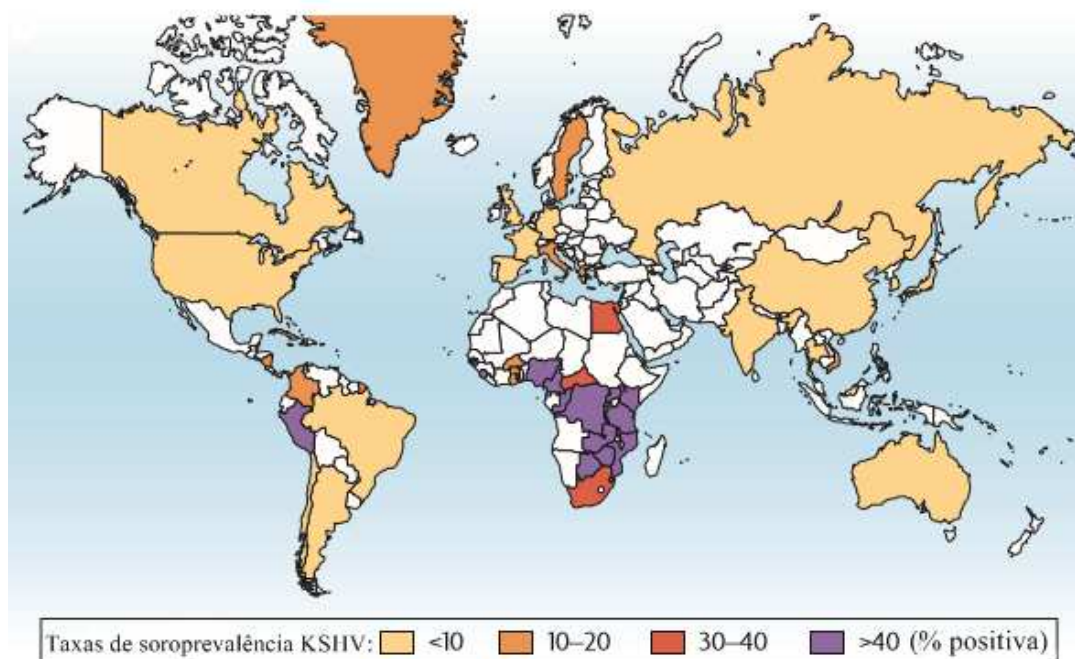 Taxas de soroprevalência KSHV: <10 10–20 30–40 >40 (% positiva)